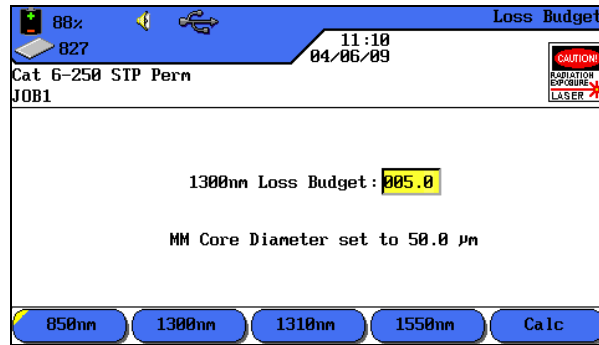 88% Loss Budget
827 11:10
04/06/09
CAUTION!
Cat 6-250 STP Perm RADIATION
EXPOSURE
JOB1 LASER
1300nm Loss Budget:005.0
MM Core Diameter set to 50.0 µm
850nm 1300nm 1310nm 1550nm Calc